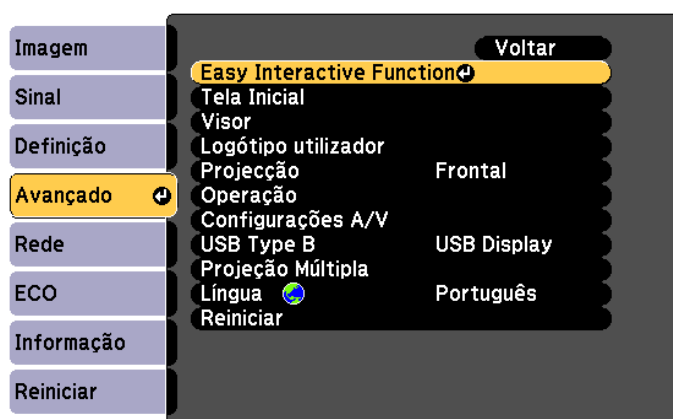 Imagem
Sinal
Definição
Avançado
Rede
ECO
Informação
Reiniciar
Voltar
Easy Interactive Function
Tela Inicial
Visor
Logótipo utilizador
Projecção Frontal
Operação
Configurações A/V
USB Type B USB Display
Projeção Múltipla
Língua Português
Reiniciar